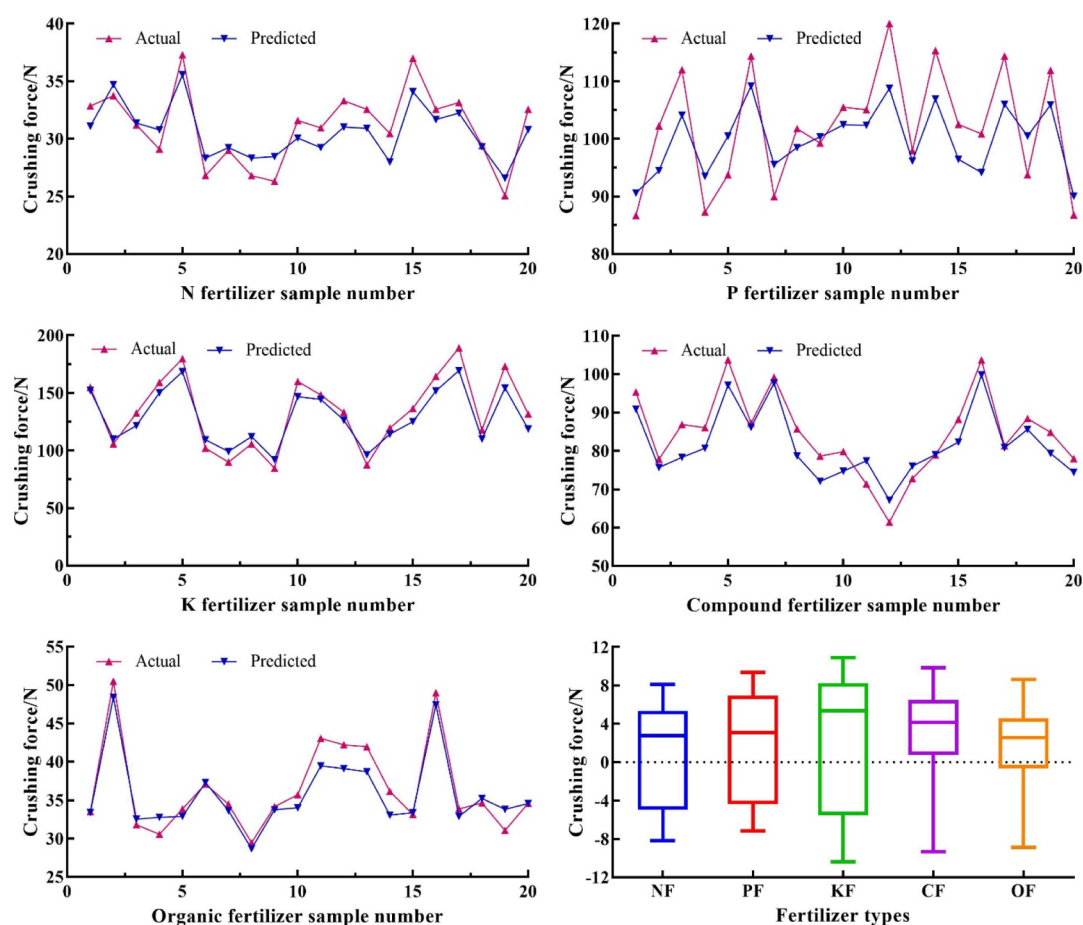 Crushing force/N
Actual
Predicted
40
35
30
25
20
0
5
10
15
20
N fertilizer sample number
Crushing force/N
Actual
Predicted
120
110
100
90
80
0
5
10
15
20
P fertilizer sample number
Crushing force/N
Actual
Predicted
200
150
100
50
0
0
5
10
15
20
K fertilizer sample number
Crushing force/N
Actual
Predicted
110
100
90
80
70
60
50
0
5
10
15
20
Compound fertilizer sample number
Crushing force/N
Actual
Predicted
55
50
45
40
35
30
25
0
5
10
15
20
Organic fertilizer sample number
Crushing force/N
12
8
4
0
-4
-8
-12
NF
PF
KF
CF
OF
Fertilizer types